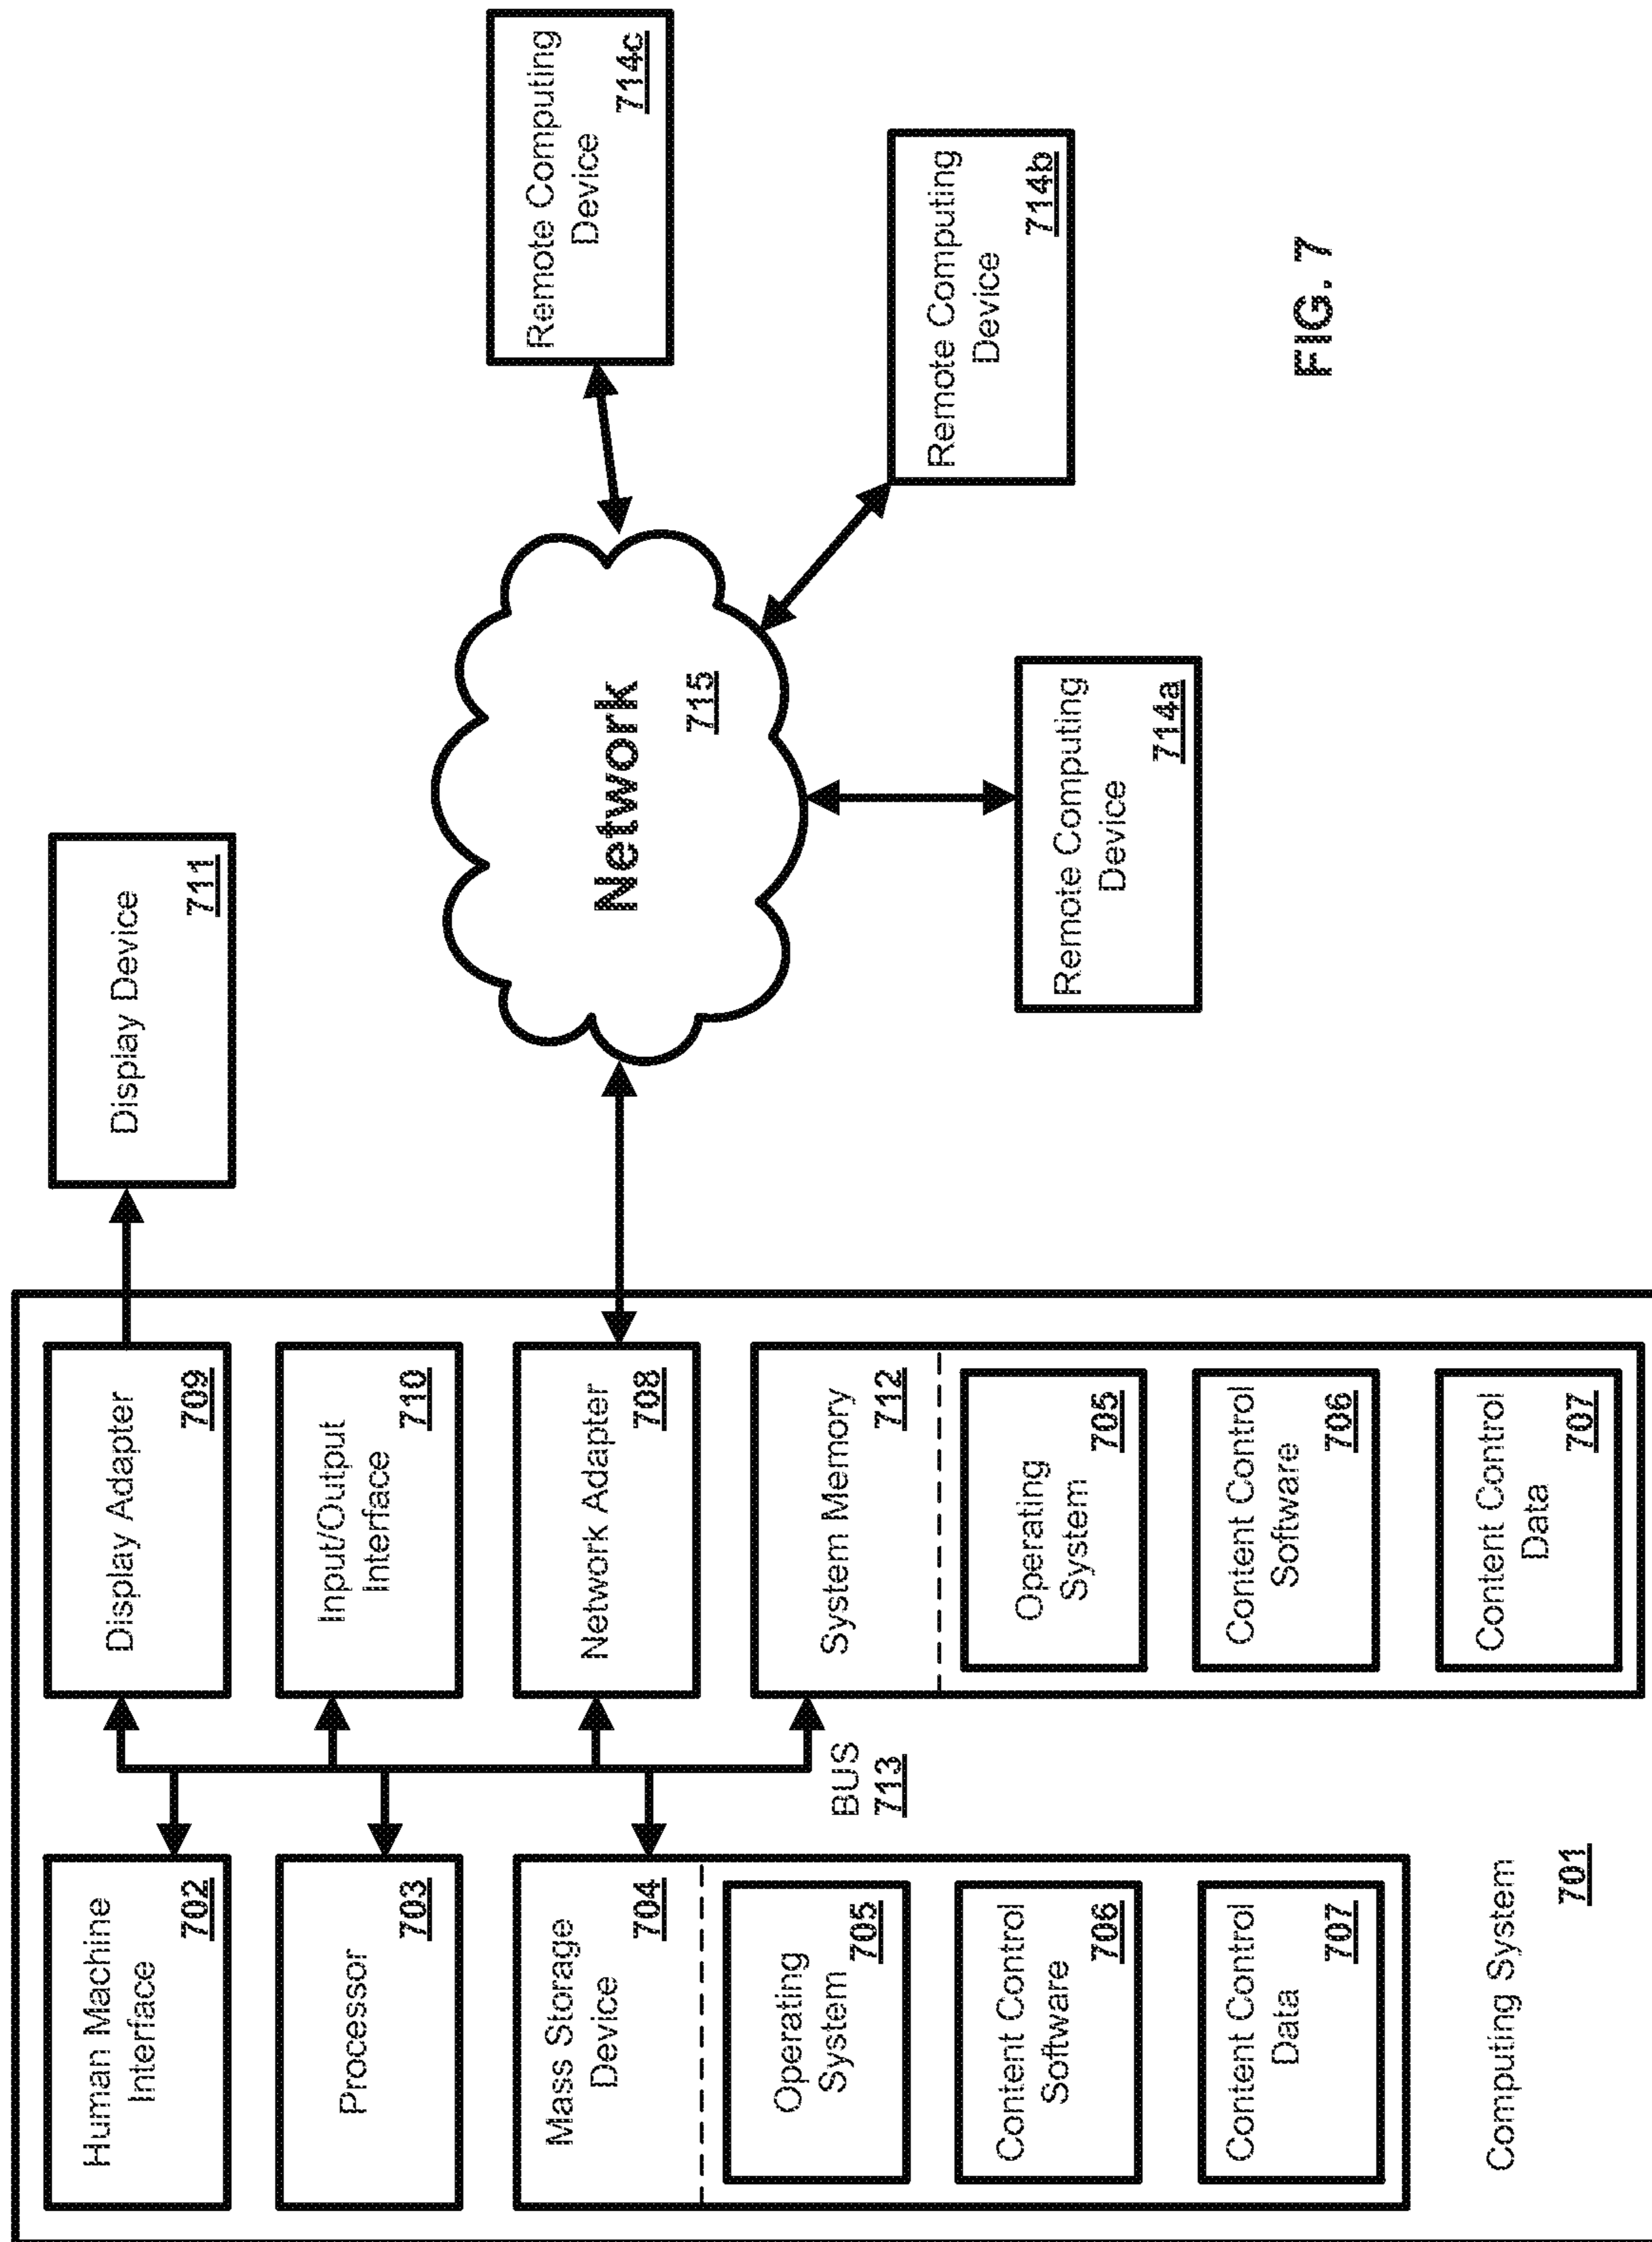 Human Machine
Interface
702
Processor
703
Mass Storage
Device
704
Operating
System
705
Content Control
Software
706
Content Control
Data
707
Computing System
701
BUS
713
Display Adapter
709
Input/Output
Interface
710
Network Adapter
708
System Memory
712
Operating
System
705
Content Control
Software
706
Content Control
Data
707
Display Device
711
Network
715
Remote Computing
Device
714a
Remote Computing
Device
714b
Remote Computing
Device
714c
FIG. 7